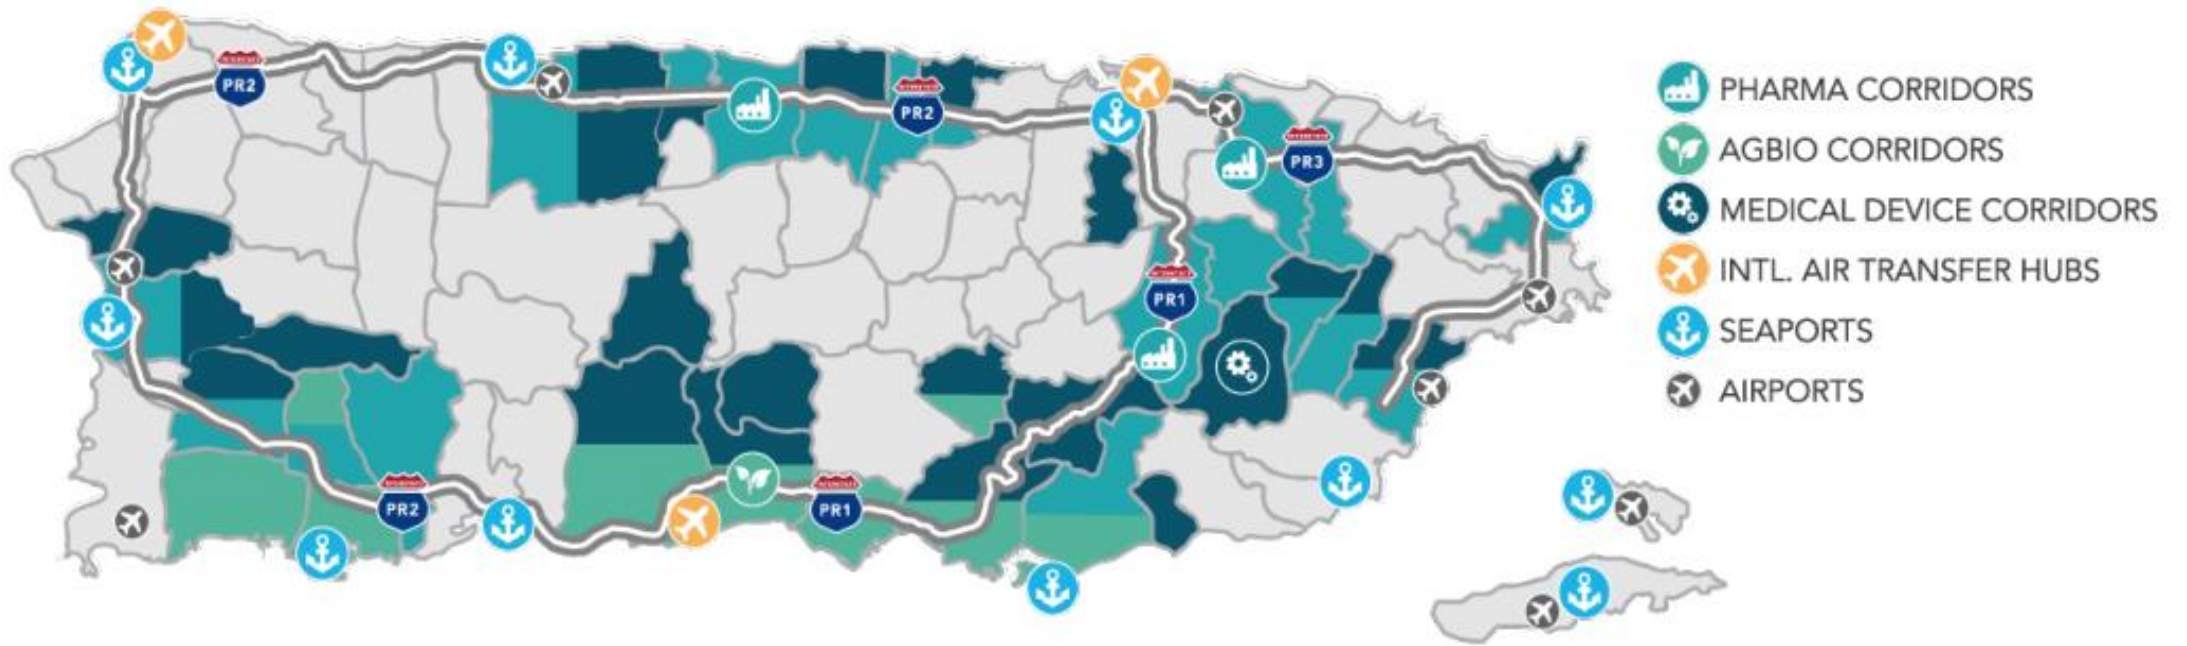 PR2
PR2
PR3
PR1
PR2
PR1
PHARMA CORRIDORS
AGBIO CORRIDORS
MEDICAL DEVICE CORRIDORS
INTL. AIR TRANSFER HUBS
SEAPORTS
AIRPORTS